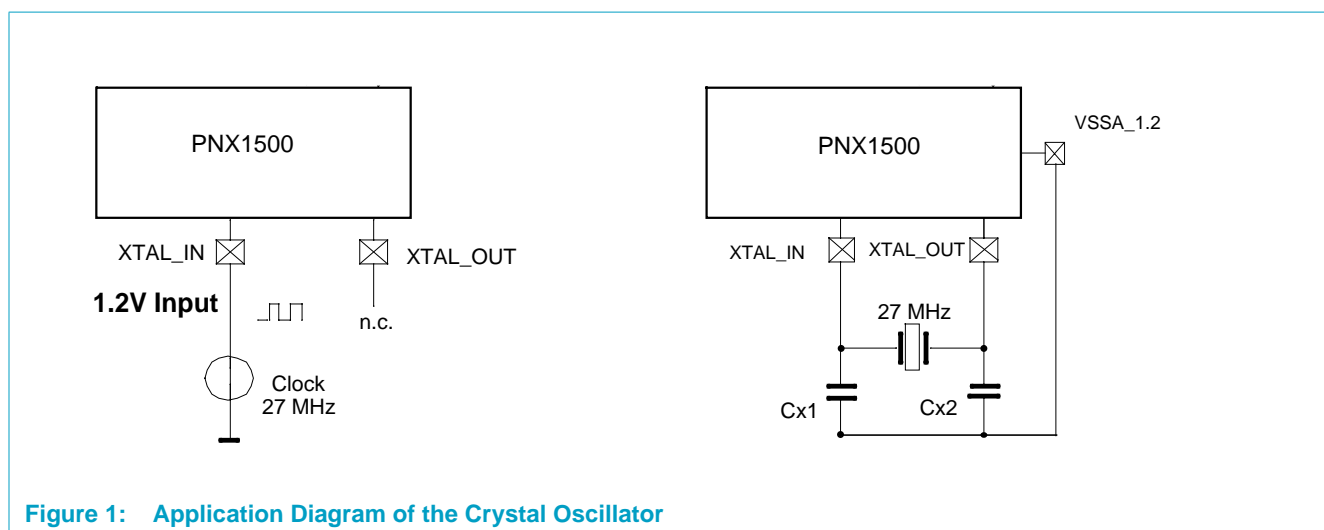 PNX1500
XTAL_IN
XTAL_OUT
1.2V Input
n.c.
Clock
27 MHz
PNX1500
VSSA_1.2
XTAL_IN
XTAL_OUT
27 MHz
Cx1
Cx2
Figure 1: Application Diagram of the Crystal Oscillator